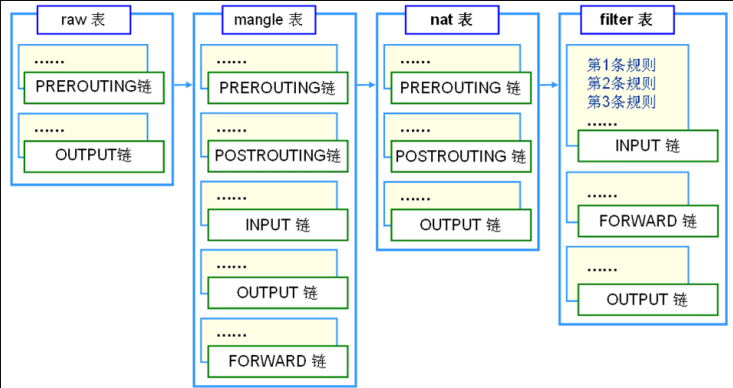 raw 表
......
PREROUTING链
......
OUTPUT链
mangle 表
......
PREROUTING链
......
POSTROUTING链
......
INPUT 链
......
OUTPUT 链
......
FORWARD 链
nat 表
......
PREROUTING 链
......
POSTROUTING 链
......
OUTPUT 链
filter 表
第1条规则
第2条规则
第3条规则
......
INPUT 链
......
FORWARD 链
......
OUTPUT 链